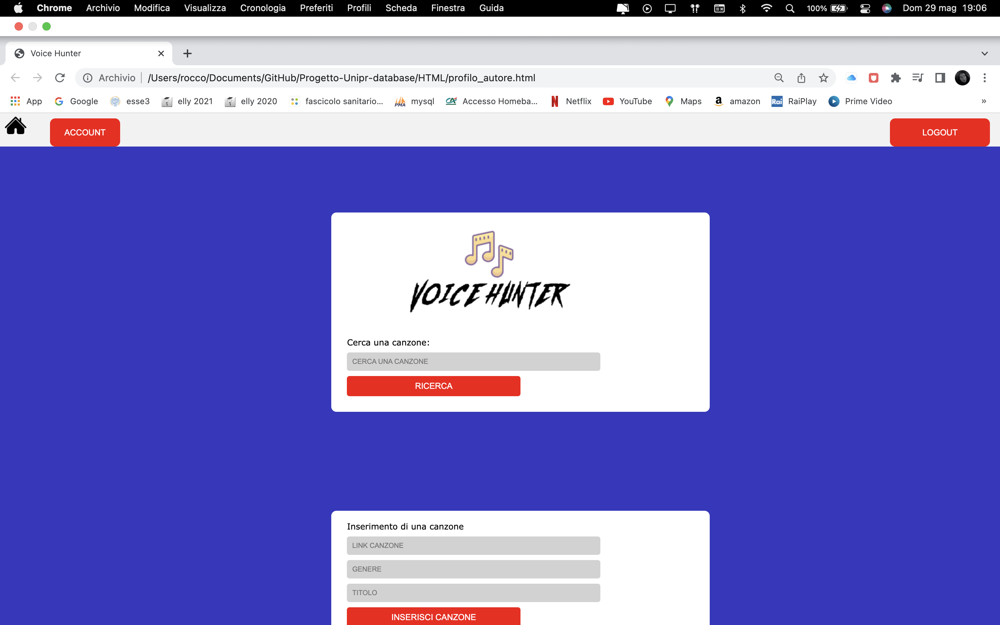 Chrome Archivio Modifica Visualizza Cronologia Preferiti Profili Scheda Finestra Guida 100% Dom 29 mag 19:06
Voice Hunter
Archivio /Users/rocco/Documents/GitHub/Progetto-Unipr-database/HTML/profilo_autore.html
App Google esse3 elly 2021 elly 2020 fascicolo sanitario... PMA mysql CA Accesso Homeba... Netflix YouTube Maps amazon Rai RaiPlay Prime Video »
ACCOUNT LOGOUT
VOICE HUNTER
Cerca una canzone:
CERCA UNA CANZONE
RICERCA
Inserimento di una canzone
LINK CANZONE
GENERE
TITOLO
INSERISCI CANZONE